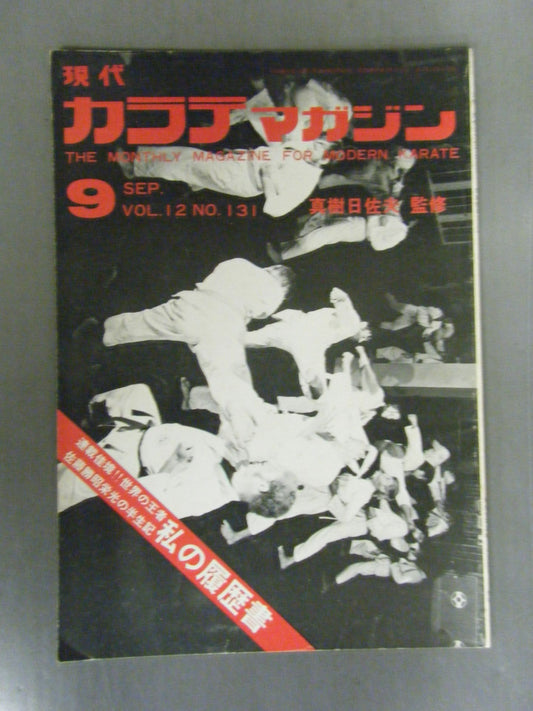 現代
カラテマガジン
THE MONTHLY MAGAZINE FOR MODERN KARATE
9 SEP.
VOL.12 NO.131
真樹日佐夫 監修
連載佳境!!世界の王者
佐藤勝昭栄光の半生記
私の履歴書